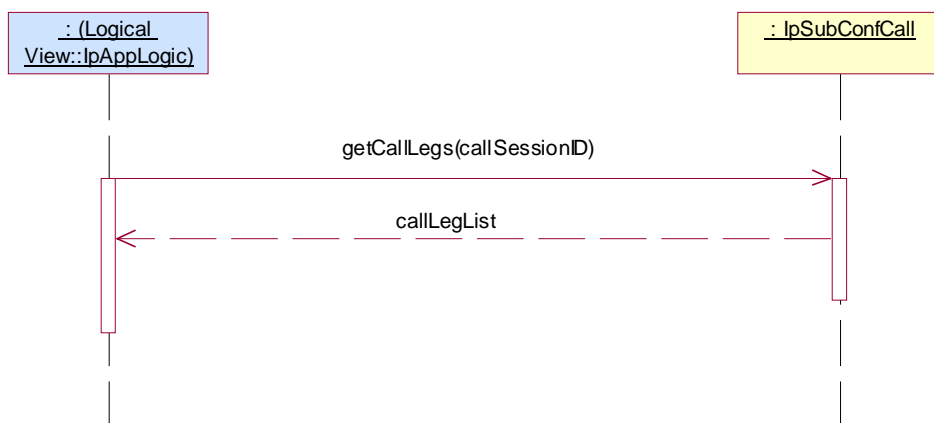 : (Logical
View::IpAppLogic)
: IpSubConfCall
getCallLegs(callSessionID)
callLegList